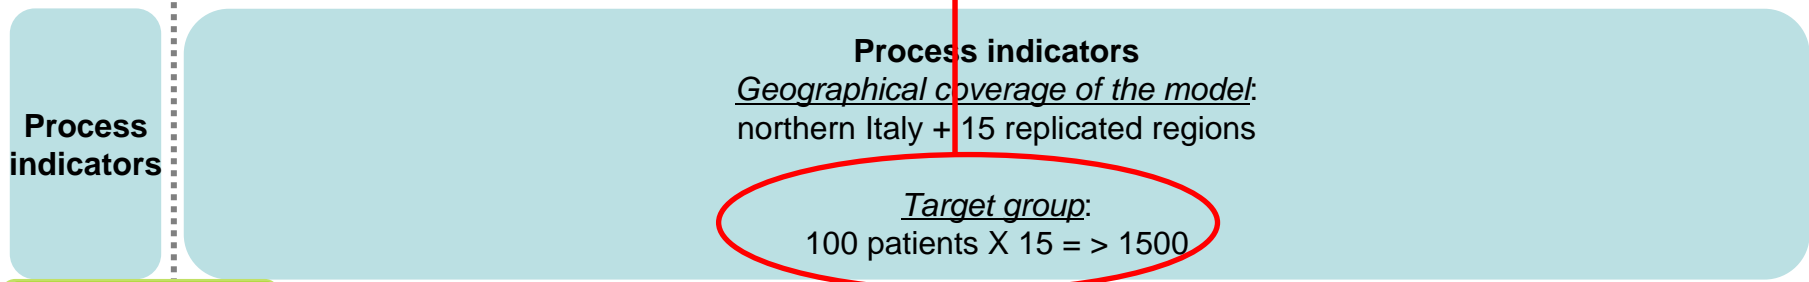 Process
indicators
Process indicators
Geographical coverage of the model:
northern Italy + 15 replicated regions
Target group:
100 patients X 15 = > 1500